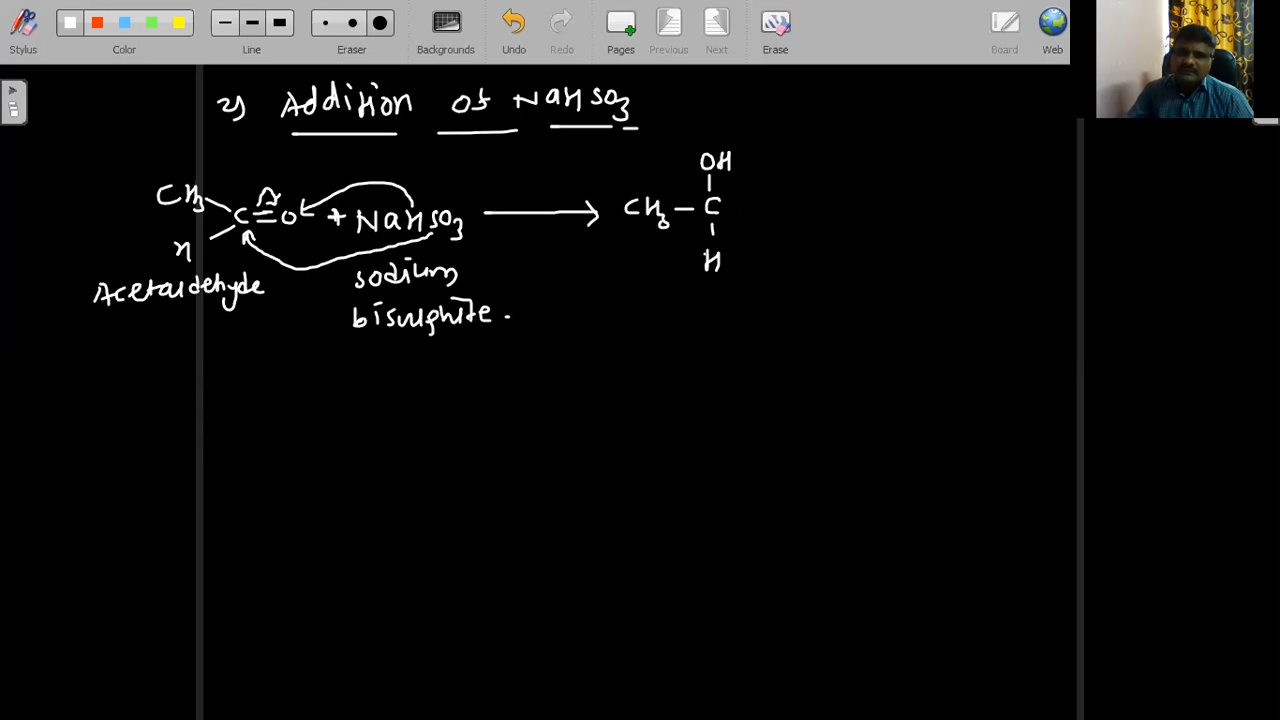 Stylus Color Line Eraser Backgrounds Undo Redo Pages Previous Next Erase Board Web
2) Addition of NaHSO3
OH
CH3 C=O + NaHSO3 → CH3 - C
H H
Acetaldehyde sodium
bisulphite.